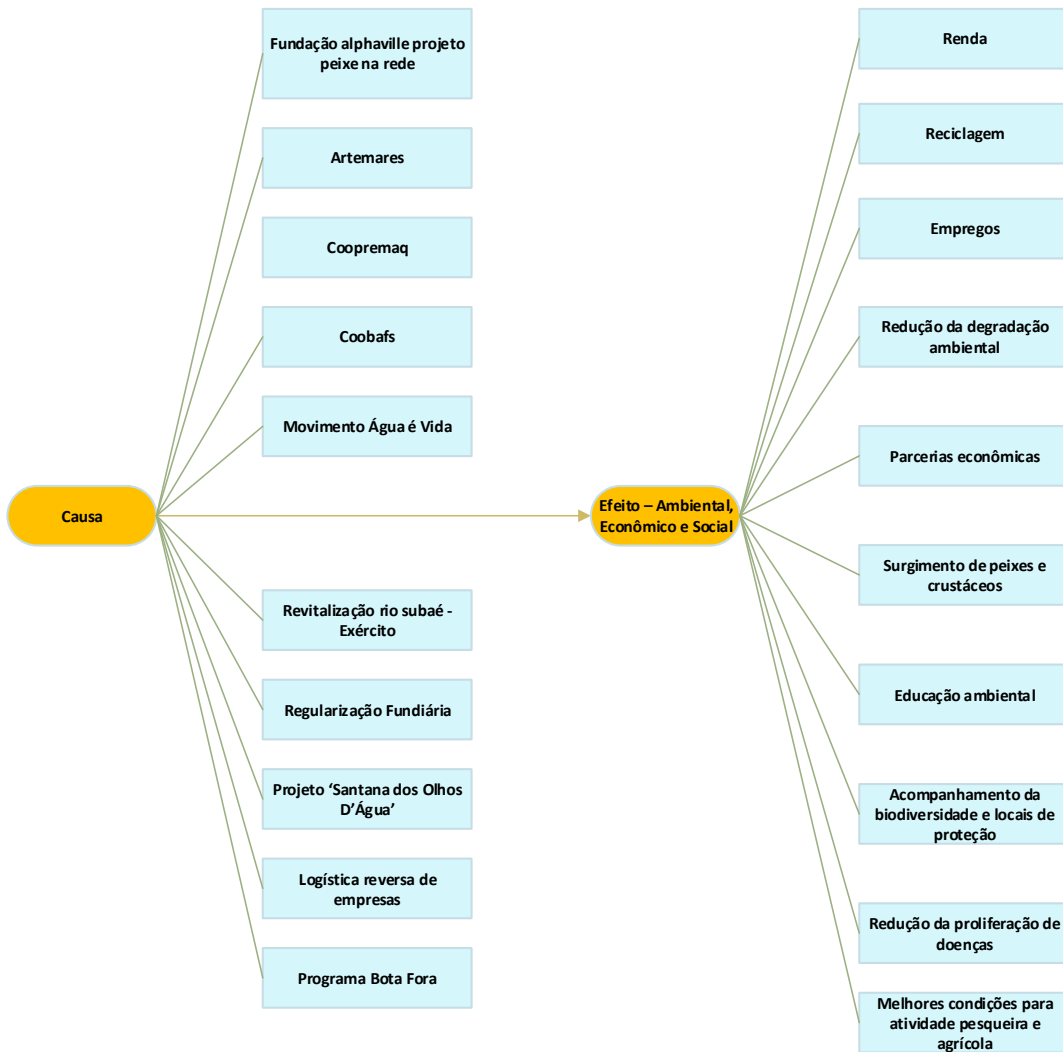 Fundação alphaville projeto
peixe na rede
Artemares
Coopremaq
Coobafs
Movimento Água é Vida
Causa
Revitalização rio subaé -
Exército
Regularização Fundiária
Projeto ‘Santana dos Olhos
D’Água’
Logística reversa de
empresas
Programa Bota Fora
Efeito – Ambiental,
Econômico e Social
Renda
Reciclagem
Empregos
Redução da degradação
ambiental
Parcerias econômicas
Surgimento de peixes e
crustáceos
Educação ambiental
Acompanhamento da
biodiversidade e locais de
proteção
Redução da proliferação de
doenças
Melhores condições para
atividade pesqueira e
agrícola